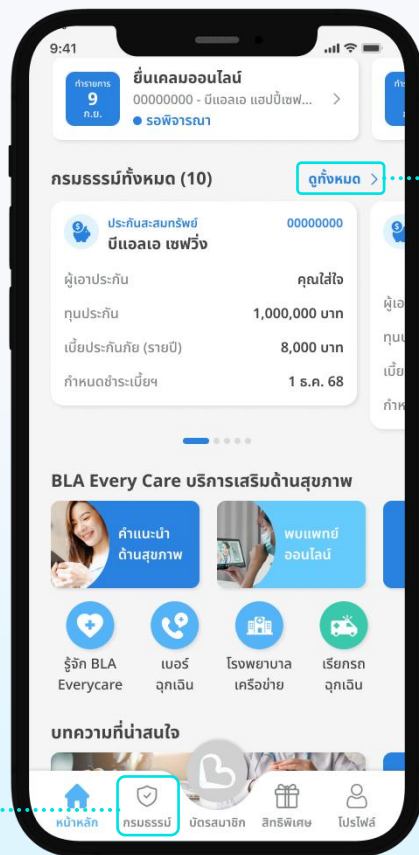 9:41
ทำรายการ
9
ก.ย.
ยื่นเคลมออนไลน์
00000000 - บีแอลเอ แฮปปี้เซฟ...
รอพิจารณา
กรมธรรม์ทั้งหมด (10)
ดูทั้งหมด
ประกันสะสมทรัพย์
00000000
บีแอลเอ เซฟวิ่ง
ผู้เอาประกัน
คุณใส่ใจ
ทุนประกัน
1,000,000 บาท
เบี้ยประกันภัย (รายปี)
8,000 บาท
กำหนดชำระเบี้ยฯ
1 ธ.ค. 68
BLA Every Care บริการเสริมด้านสุขภาพ
คำแนะนำ
ด้านสุขภาพ
พบแพทย์
ออนไลน์
รู้จัก BLA
Everycare
เบอร์
ฉุกเฉิน
โรงพยาบาล
เครือข่าย
เรียกรถ
ฉุกเฉิน
บทความที่น่าสนใจ
หน้าหลัก
กรมธรรม์
บัตรสมาชิก
สิทธิพิเศษ
โปรไฟล์